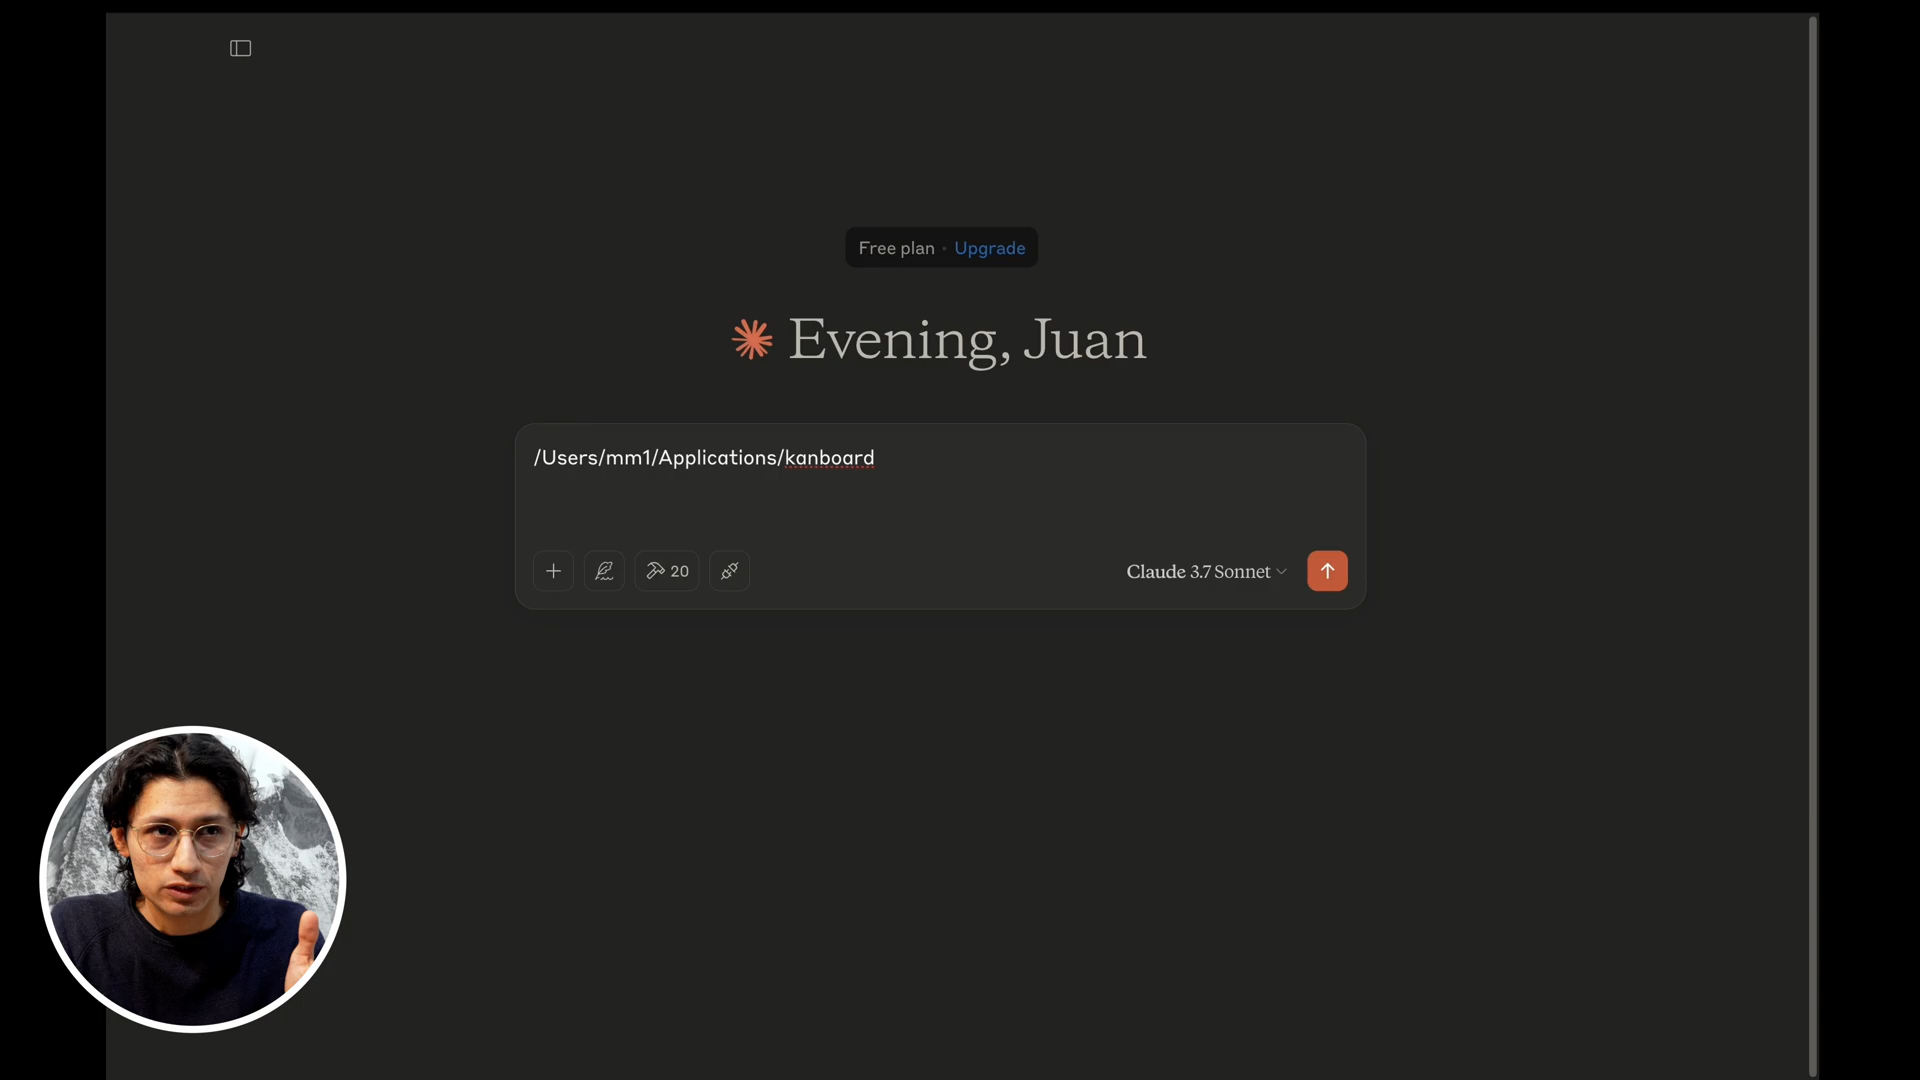 Free plan • Upgrade
Evening, Juan
/Users/mm1/Applications/kanboard
20
Claude 3.7 Sonnet